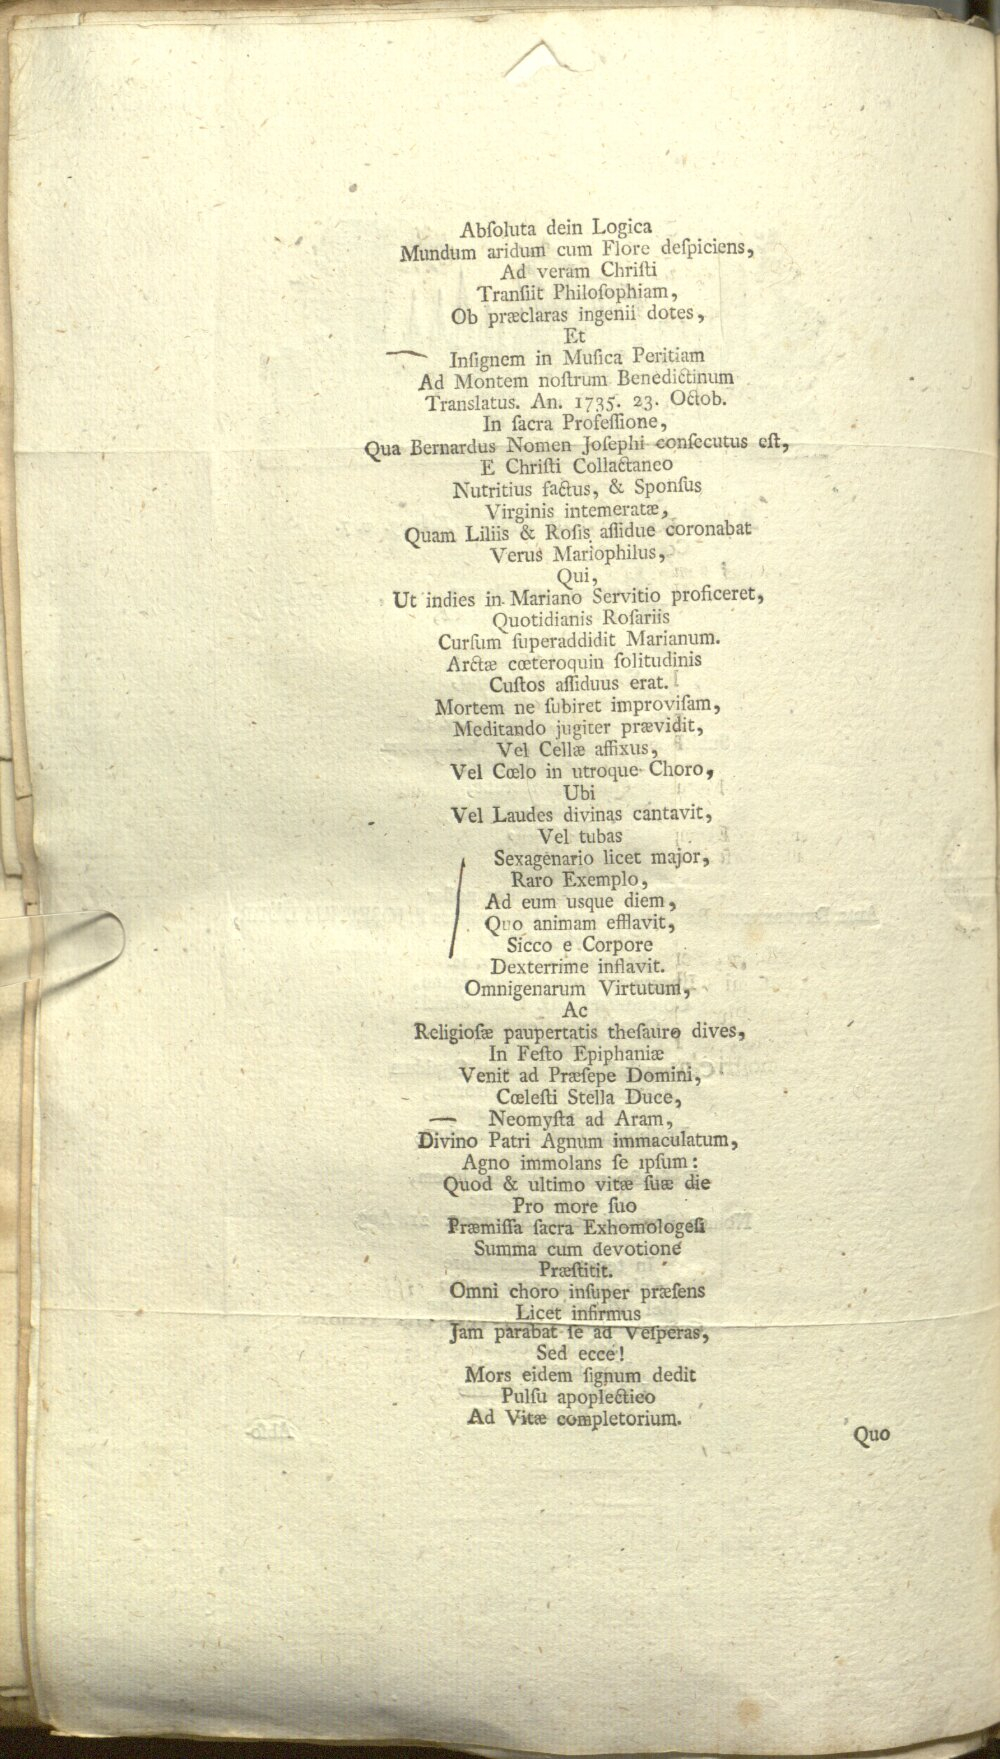 Abſoluta dein Logica
Mundum aridum cum Flore deſpiciens,
Ad veram Chriſti
Tranſiit Philoſophiam,
Ob præclaras ingenii dotes,
Et
Inſignem in Muſica Peritiam
Ad Montem noſtrum Benedictinum
Translatus. An. 1735. 23. Octob.
In ſacra Profeſſione,
Qua Bernardus Nomen Joſephi conſecutus eſt,
E Chriſti Collactaneo
Nutritius factus, & Sponſus
Virginis intemeratæ,
Quam Liliis & Roſis aſſidue coronabat
Verus Mariophilus,
Qui,
Ut indies in Mariano Servitio proficeret,
Quotidianis Roſariis
Curſum ſuperaddidit Marianum.
Arctæ cœteroquin ſolitudinis
Cuſtos aſſiduus erat.
Mortem ne ſubiret improviſam,
Meditando jugiter prævidit,
Vel Cellæ affixus,
Vel Cœlo in utroque Choro,
Ubi
Vel Laudes divinas cantavit,
Vel tubas
Sexagenario licet major,
Raro Exemplo,
Ad eum usque diem,
Quo animam efflavit,
Sicco e Corpore
Dexterrime inflavit.
Omnigenarum Virtutum,
Ac
Religioſæ paupertatis theſauro dives,
In Feſto Epiphaniæ
Venit ad Præſepe Domini,
Cœleſti Stella Duce,
Neomyſta ad Aram,
Divino Patri Agnum immaculatum,
Agno immolans ſe ipſum:
Quod & ultimo vitæ ſuæ die
Pro more ſuo
Præmiſſa ſacra Exhomologeſi
Summa cum devotione
Præſtitit.
Omni choro inſuper præſens
Licet infirmus
Jam parabat ſe ad Veſperas,
Sed ecce!
Mors eidem ſignum dedit
Pulſu apoplectico
Ad Vitæ completorium.
Quo